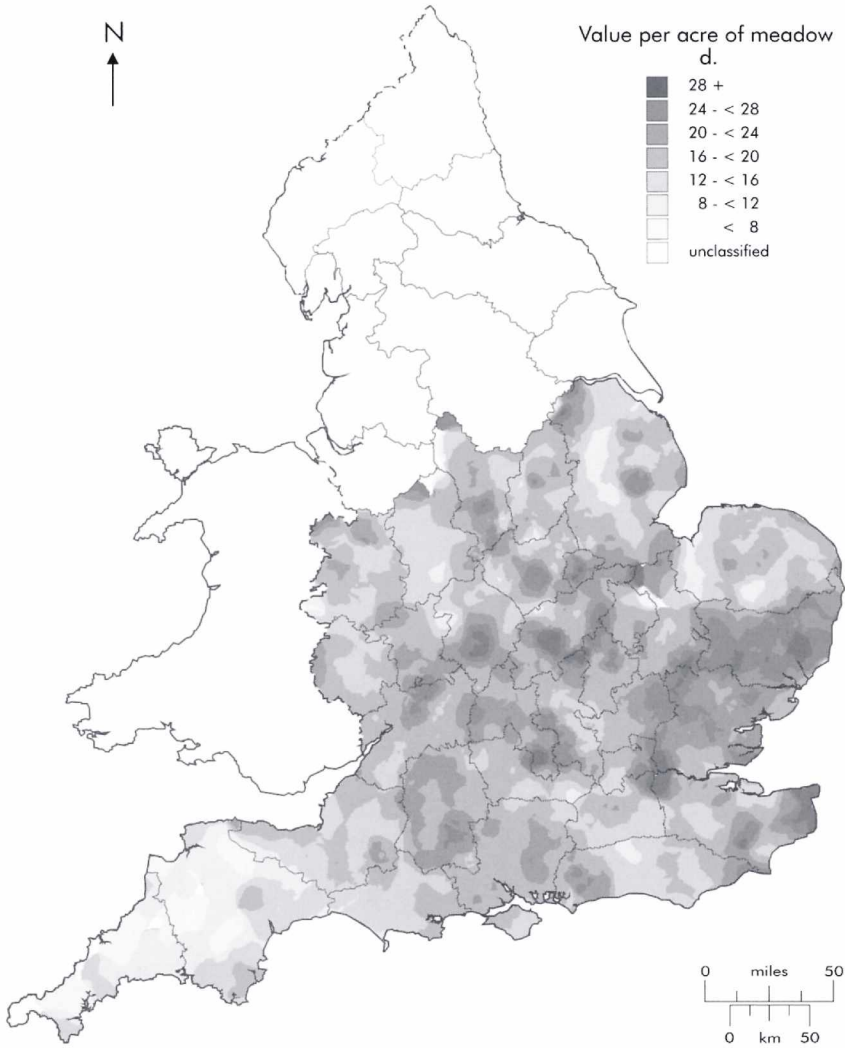 N
Value per acre of meadow
d.
28 +
24 - < 28
20 - < 24
16 - < 20
12 - < 16
8 - < 12
< 8
unclassified
0 miles 50
0 km 50